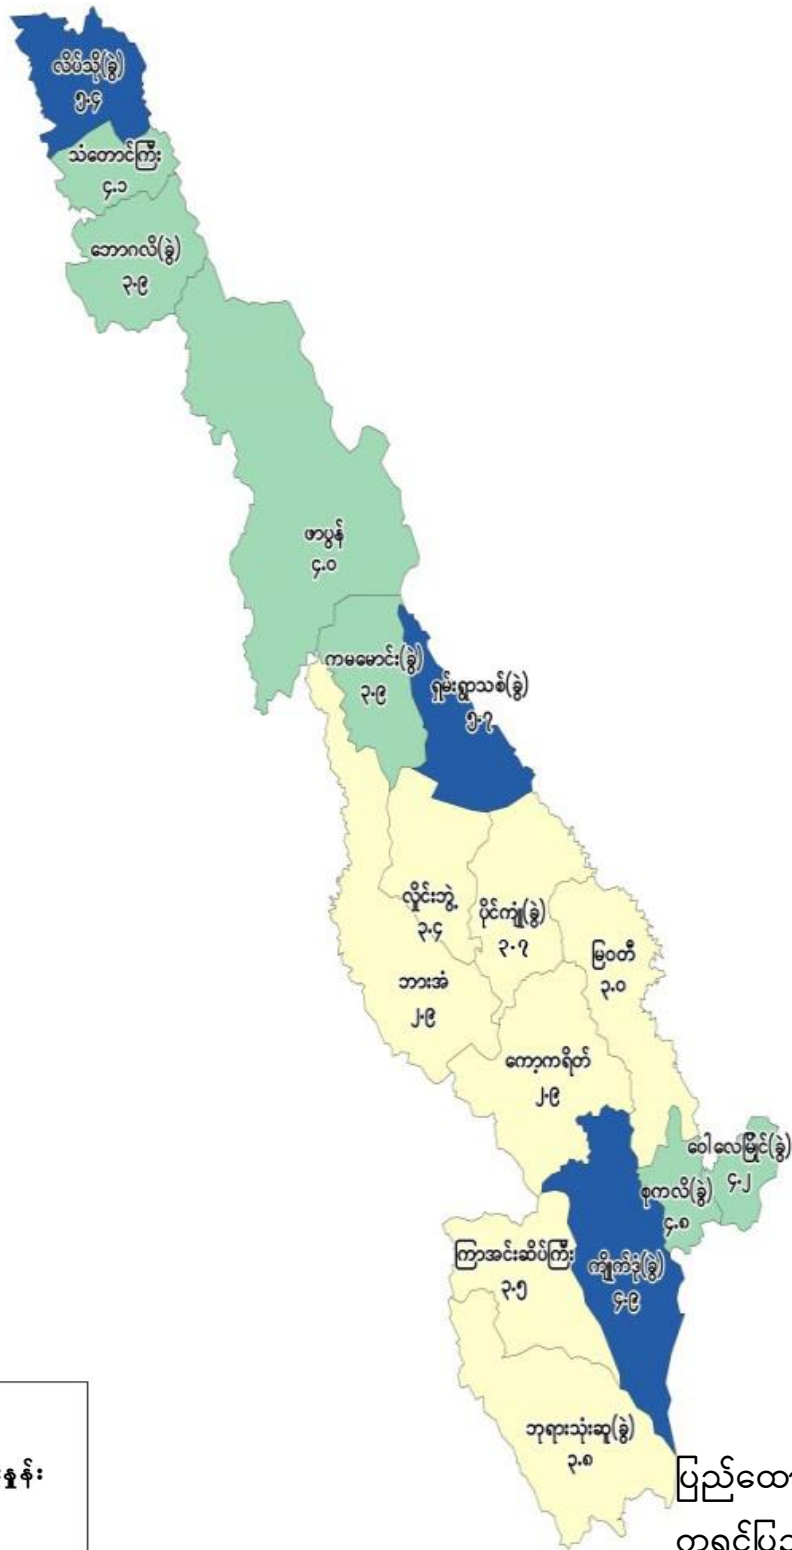 လိပ်သို(ခွဲ)
၅.၄
သံတောင်ကြီး
၄.၁
ဘောဂလိ(ခွဲ)
၃.၉
ဖာပွန်
၄.၀
ကမမောင်း(ခွဲ)
၃.၉
ရှမ်းရွာသစ်(ခွဲ)
၅.၇
လှိုင်းဘွဲ့
၃.၄
ပိုင်ကျုံ(ခွဲ)
၃.၇
မြဝတီ
၃.၀
ဘားအံ
၂.၉
ကော့ကရိတ်
၂.၉
ဝေါလေမြိုင်(ခွဲ)
၄.၂
စုကလိ(ခွဲ)
၄.၈
ကြာအင်းဆိပ်ကြီး
၃.၅
ကျိုက်ဒုံ(ခွဲ)
၄.၉
ဘုရားသုံးဆူ(ခွဲ)
၃.၈